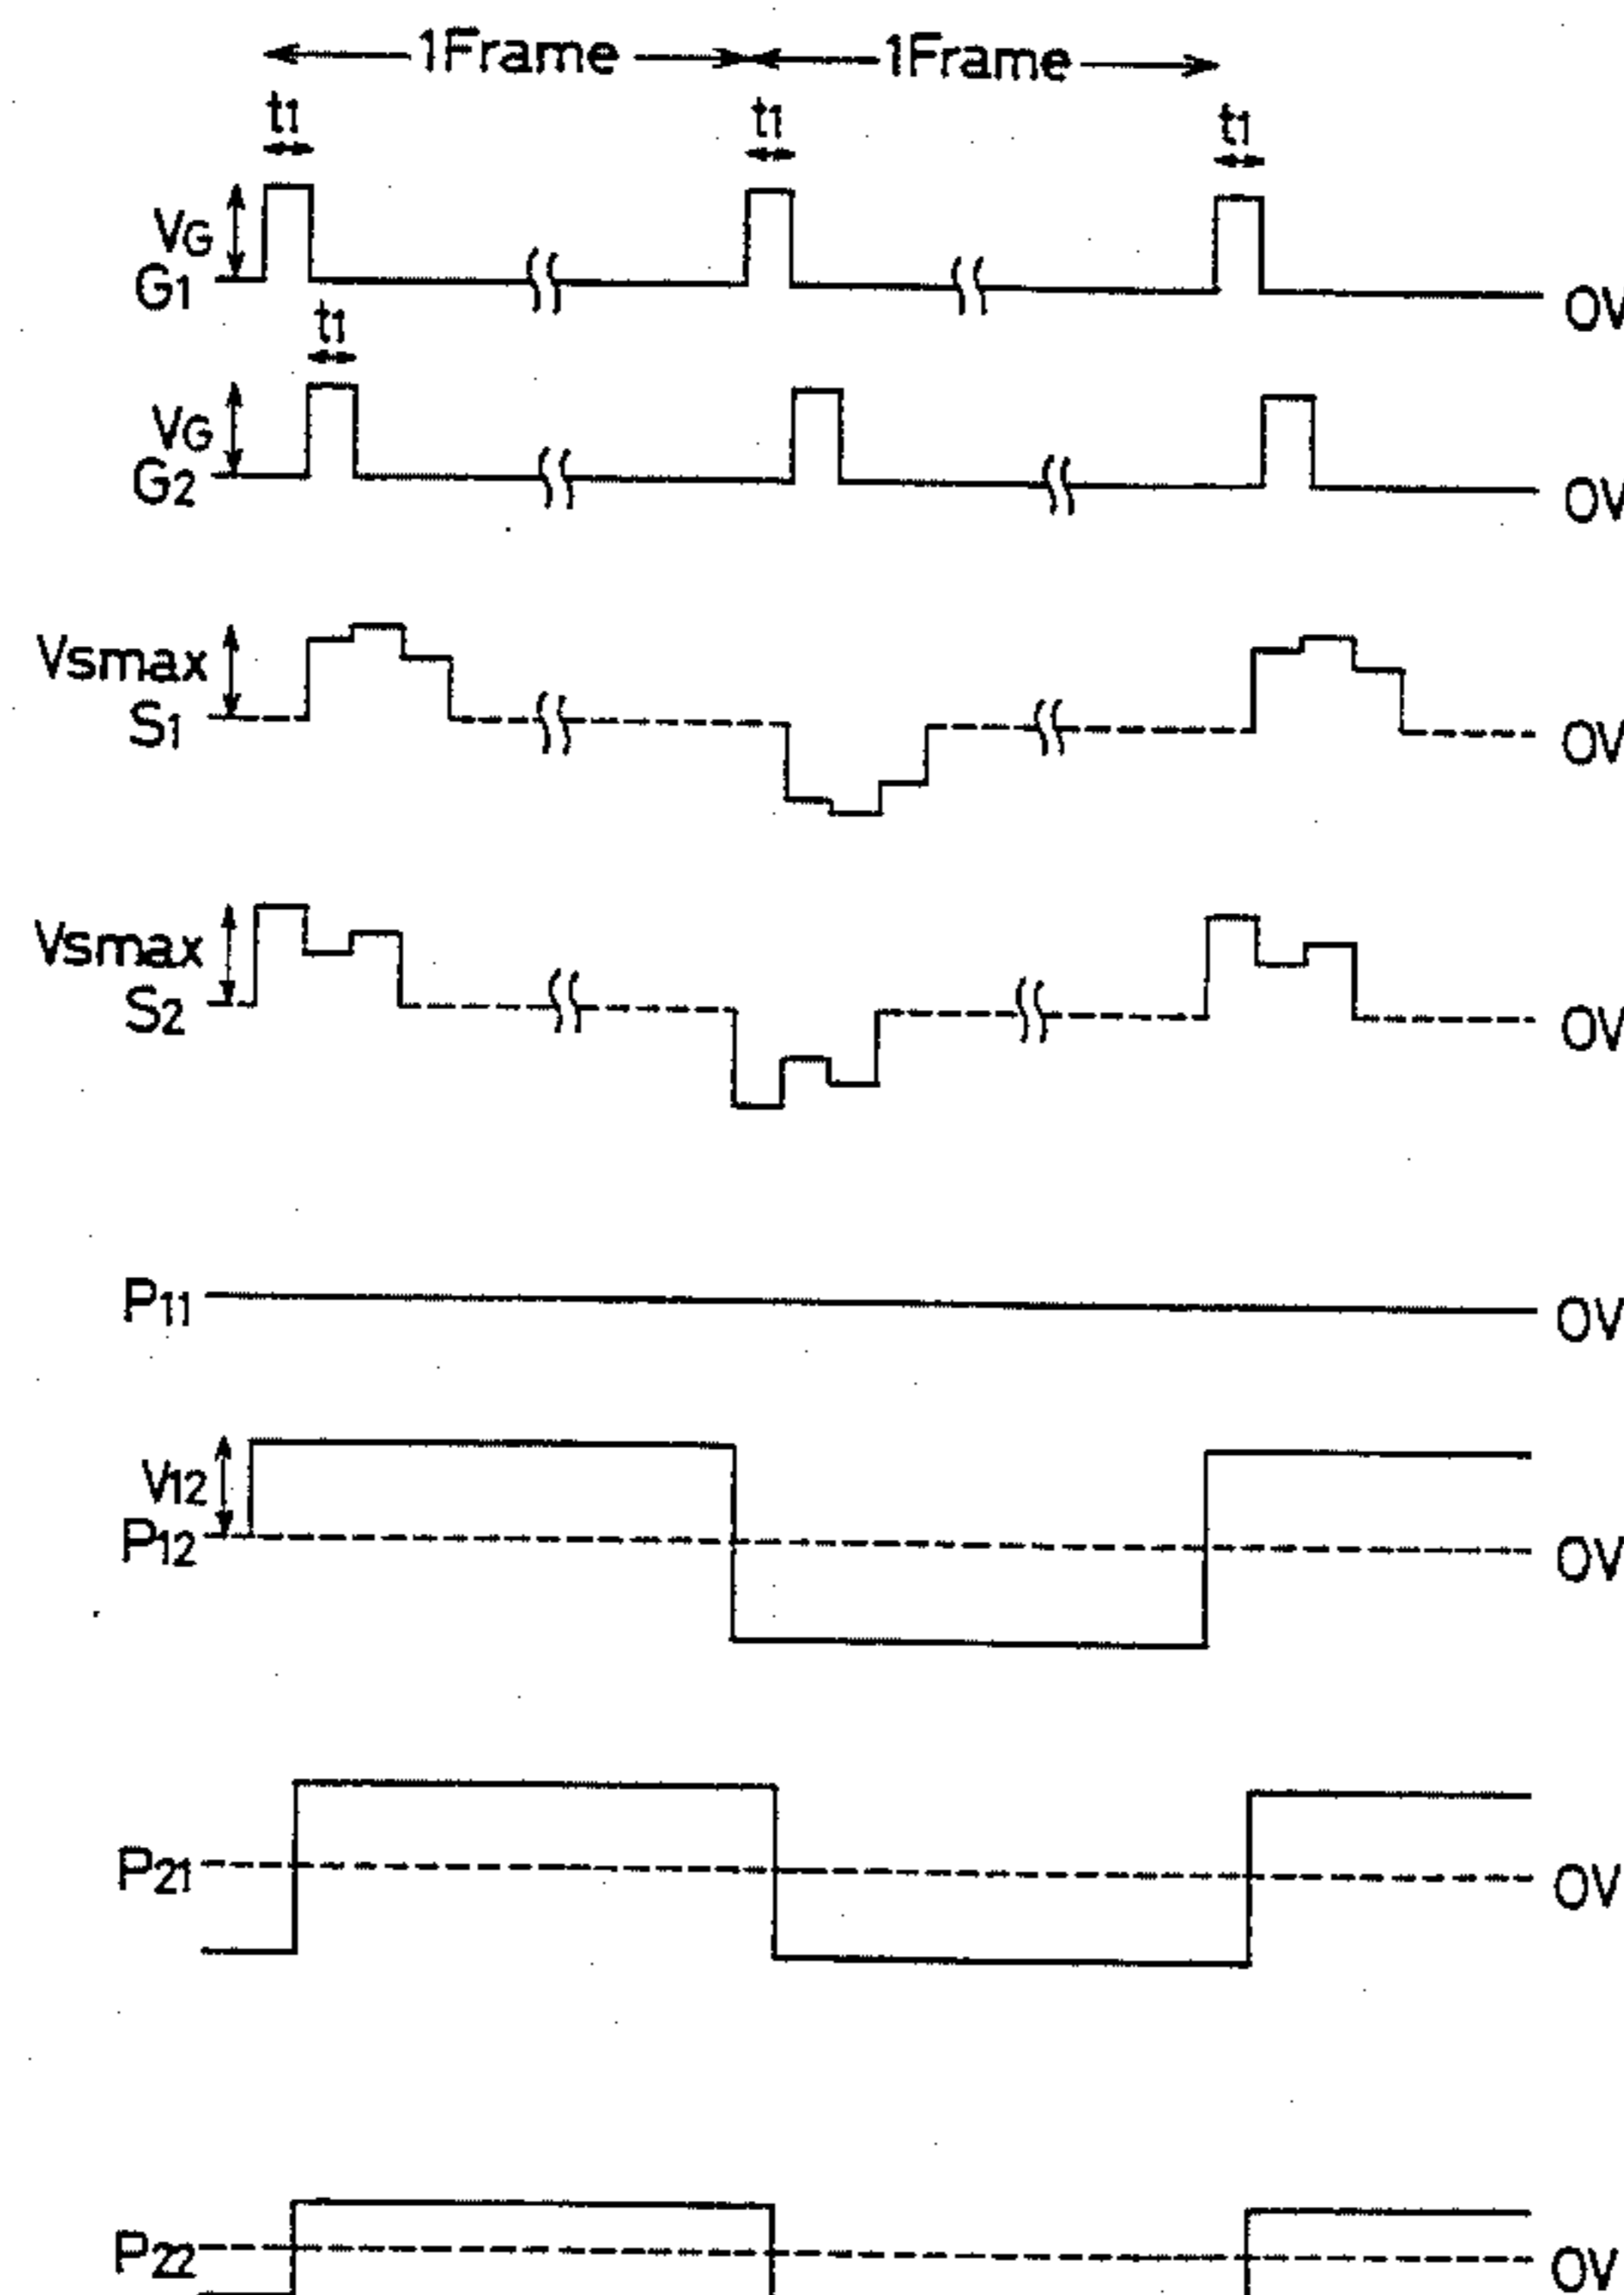 1Frame 1Frame
t1 t1 t1
VG
G1 0V
t1
VG
G2 0V
Vsmax
S1 0V
Vsmax
S2 0V
P11 0V
V12
P12 0V
P21 0V
P22 0V